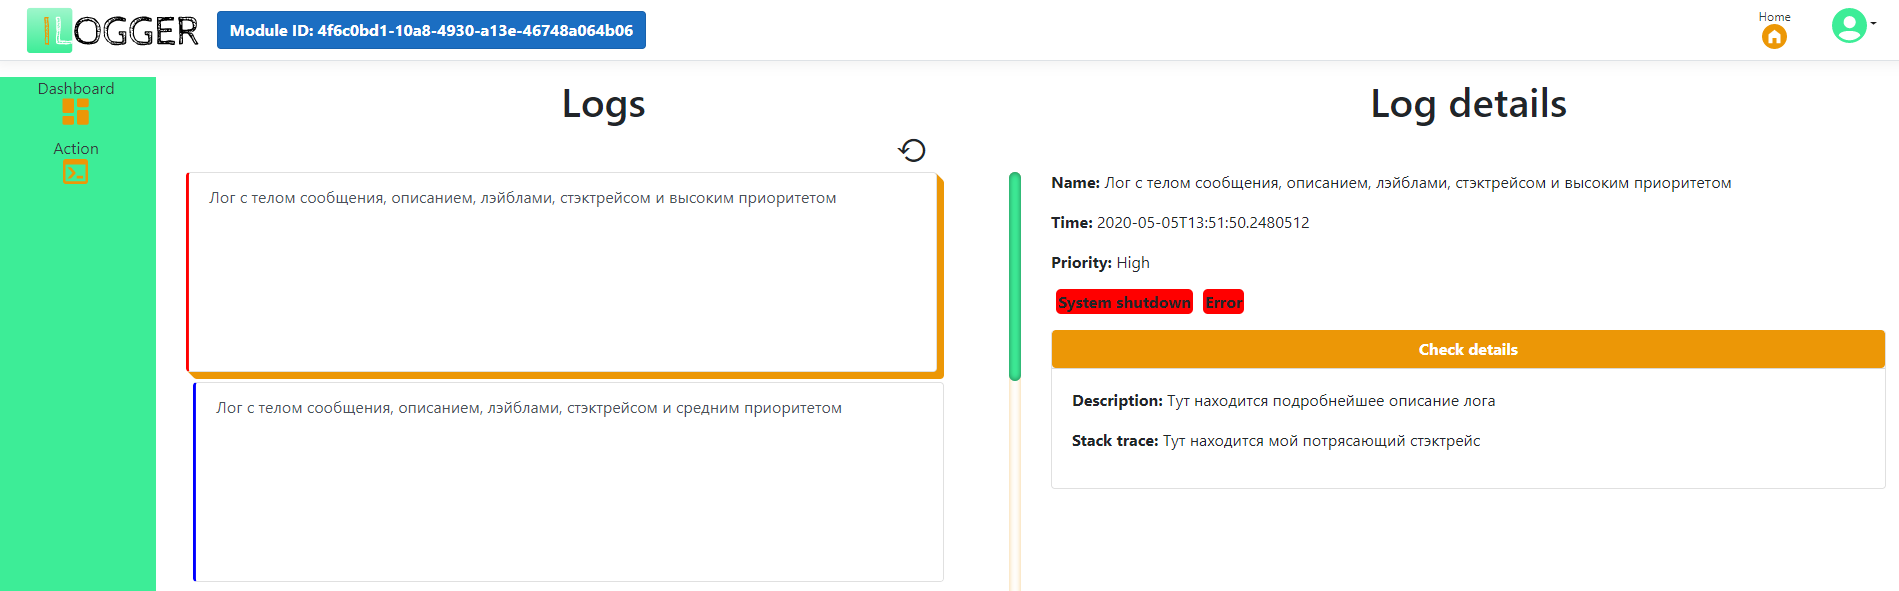 ILOGGER
Module ID: 4f6c0bd1-10a8-4930-a13e-46748a064b06
Home
Dashboard
Action
Logs
Лог с телом сообщения, описанием, лэйблами, стэктрейсом и высоким приоритетом
Лог с телом сообщения, описанием, лэйблами, стэктрейсом и средним приоритетом
Log details
Name: Лог с телом сообщения, описанием, лэйблами, стэктрейсом и высоким приоритетом
Time: 2020-05-05T13:51:50.2480512
Priority: High
System shutdown Error
Check details
Description: Тут находится подробнейшее описание лога
Stack trace: Тут находится мой потрясающий стэктрейс